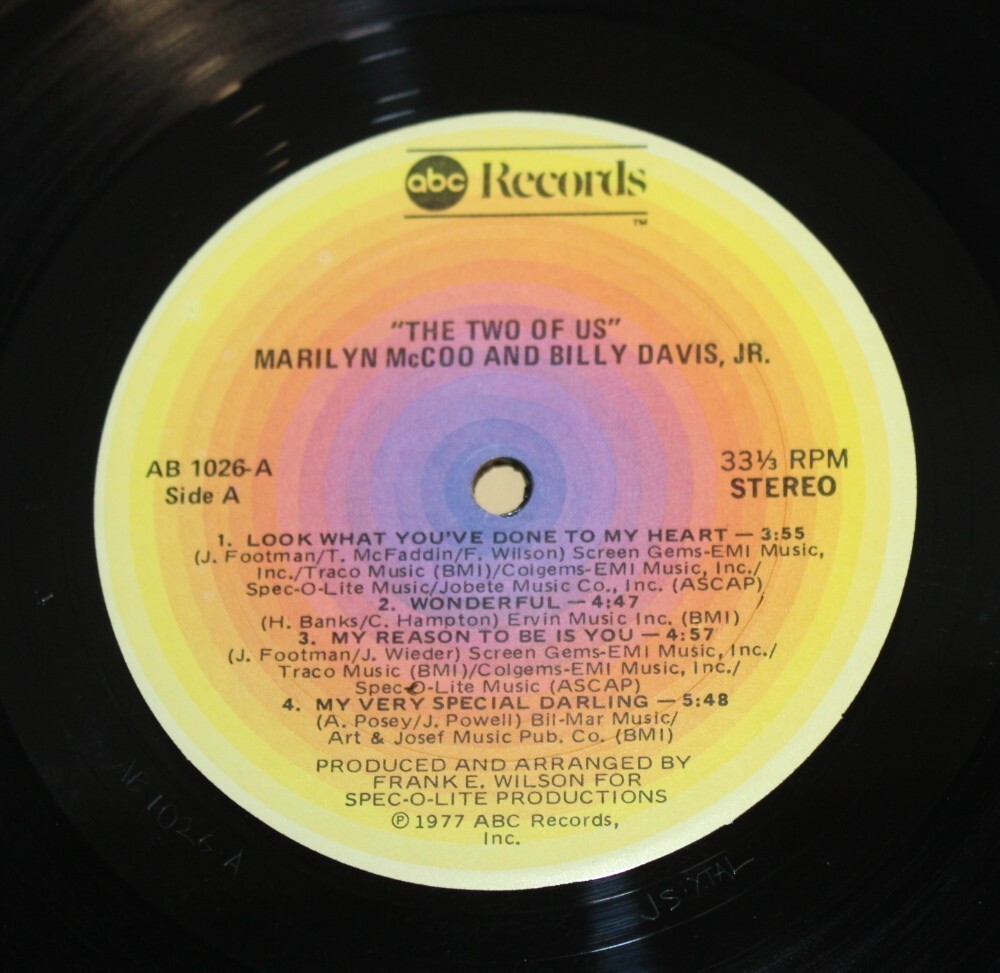 abc Records
™
"THE TWO OF US"
MARILYN McCOO AND BILLY DAVIS, JR.
AB 1026-A
Side A
33⅓ RPM
STEREO
1. LOOK WHAT YOU'VE DONE TO MY HEART — 3:55
(J. Footman/T. McFaddin/F. Wilson) Screen Gems-EMI Music,
Inc./Traco Music (BMI)/Colgems-EMI Music, Inc./
Spec-O-Lite Music/Jobete Music Co., Inc. (ASCAP)
2. WONDERFUL — 4:47
(H. Banks/C. Hampton) Ervin Music Inc. (BMI)
3. MY REASON TO BE IS YOU — 4:57
(J. Footman/J. Wieder) Screen Gems-EMI Music, Inc./
Traco Music (BMI)/Colgems-EMI Music, Inc./
Spec-O-Lite Music (ASCAP)
4. MY VERY SPECIAL DARLING — 5:48
(A. Posey/J. Powell) Bil-Mar Music/
Art & Josef Music Pub. Co. (BMI)
PRODUCED AND ARRANGED BY
FRANK E. WILSON FOR
SPEC-O-LITE PRODUCTIONS
℗ 1977 ABC Records,
Inc.
AB 1026 A
JS XTAL